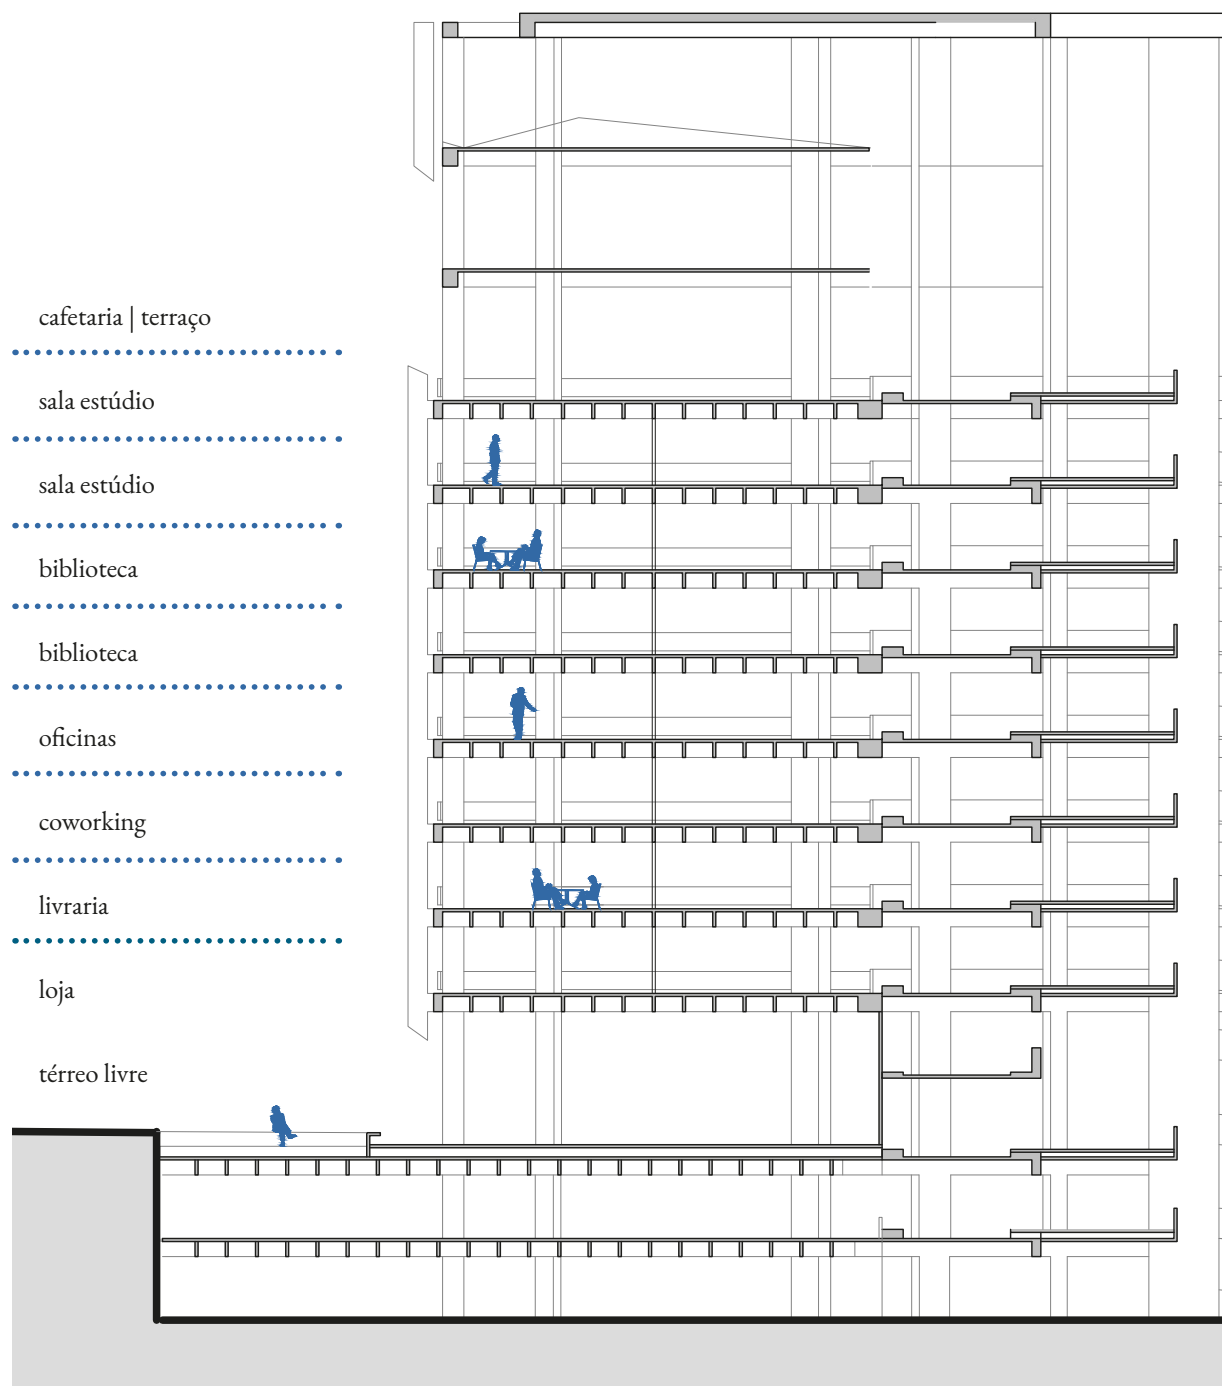 cafetaria | terraço
sala estúdio
sala estúdio
biblioteca
biblioteca
oficinas
coworking
livraria
loja
térreo livre